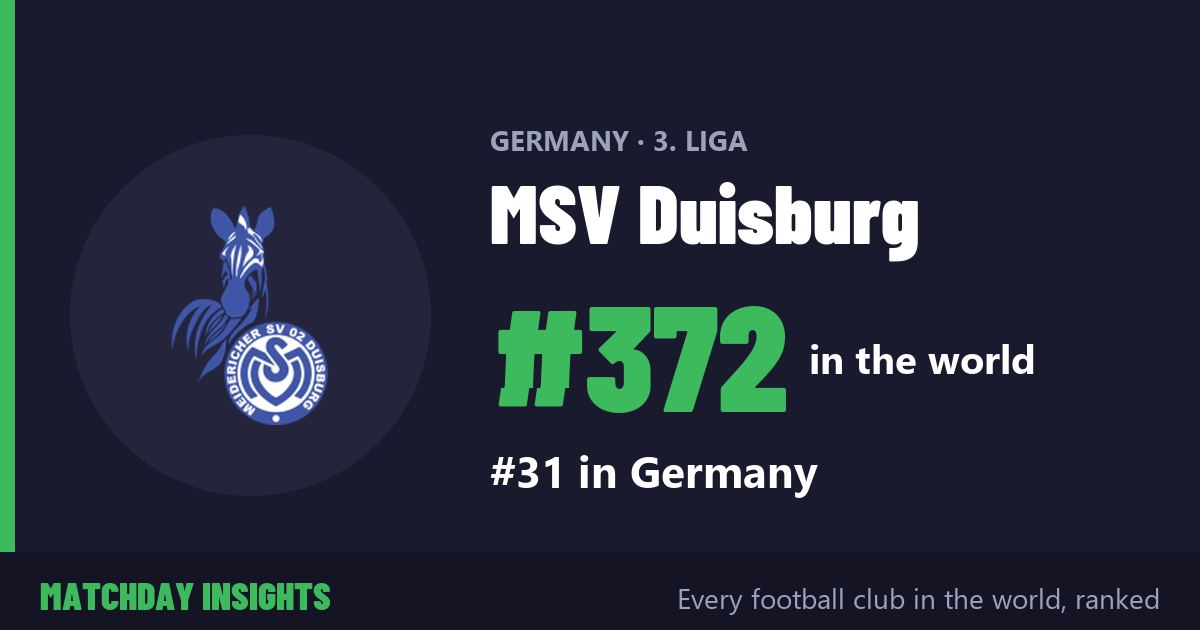 GERMANY · 3. LIGA
MSV Duisburg
#372 in the world
#31 in Germany
MEIDERICHER SV 02 DUISBURG
MSV
MATCHDAY INSIGHTS
Every football club in the world, ranked